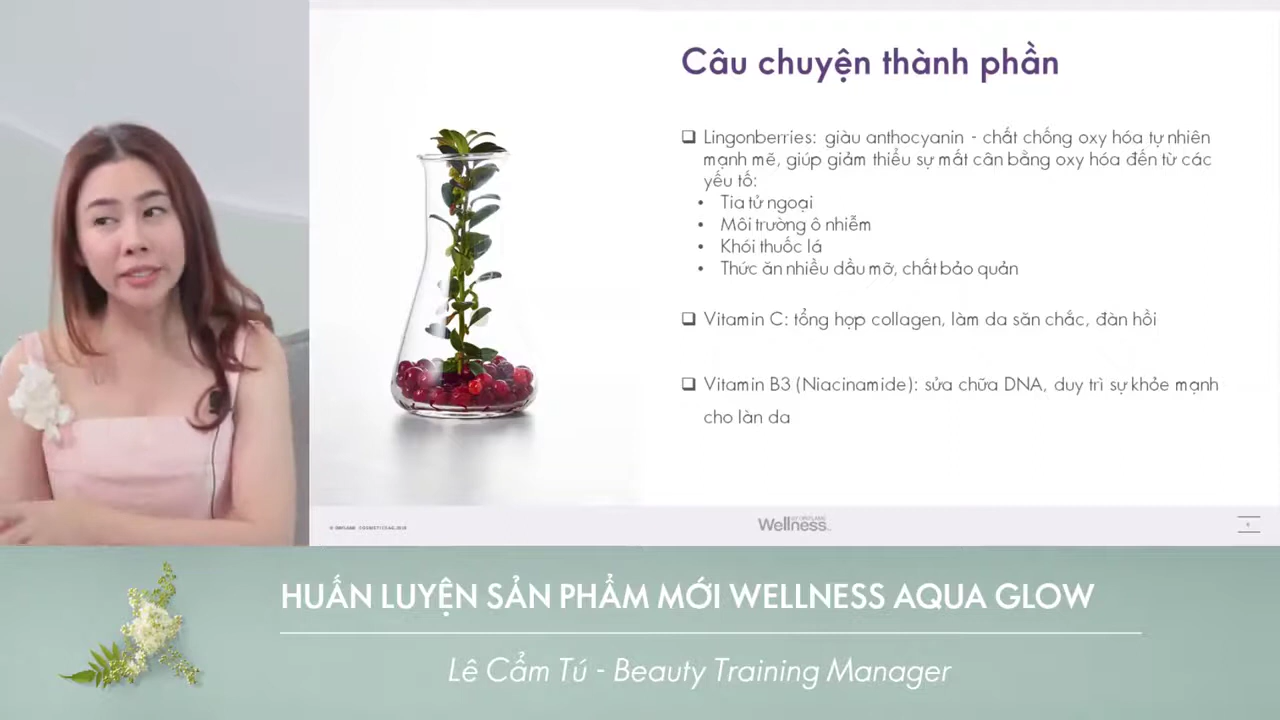 Câu chuyện thành phần
❑ Lingonberries: giàu anthocyanin - chất chống oxy hóa tự nhiên
mạnh mẽ, giúp giảm thiểu sự mất cân bằng oxy hóa đến từ các
yếu tố:
• Tia tử ngoại
• Môi trường ô nhiễm
• Khói thuốc lá
• Thức ăn nhiều dầu mỡ, chất bảo quản
❑ Vitamin C: tổng hợp collagen, làm da săn chắc, đàn hồi
❑ Vitamin B3 (Niacinamide): sửa chữa DNA, duy trì sự khỏe mạnh
cho làn da
BY ORIFLAME
Wellness
HUẤN LUYỆN SẢN PHẨM MỚI WELLNESS AQUA GLOW
Lê Cẩm Tú - Beauty Training Manager